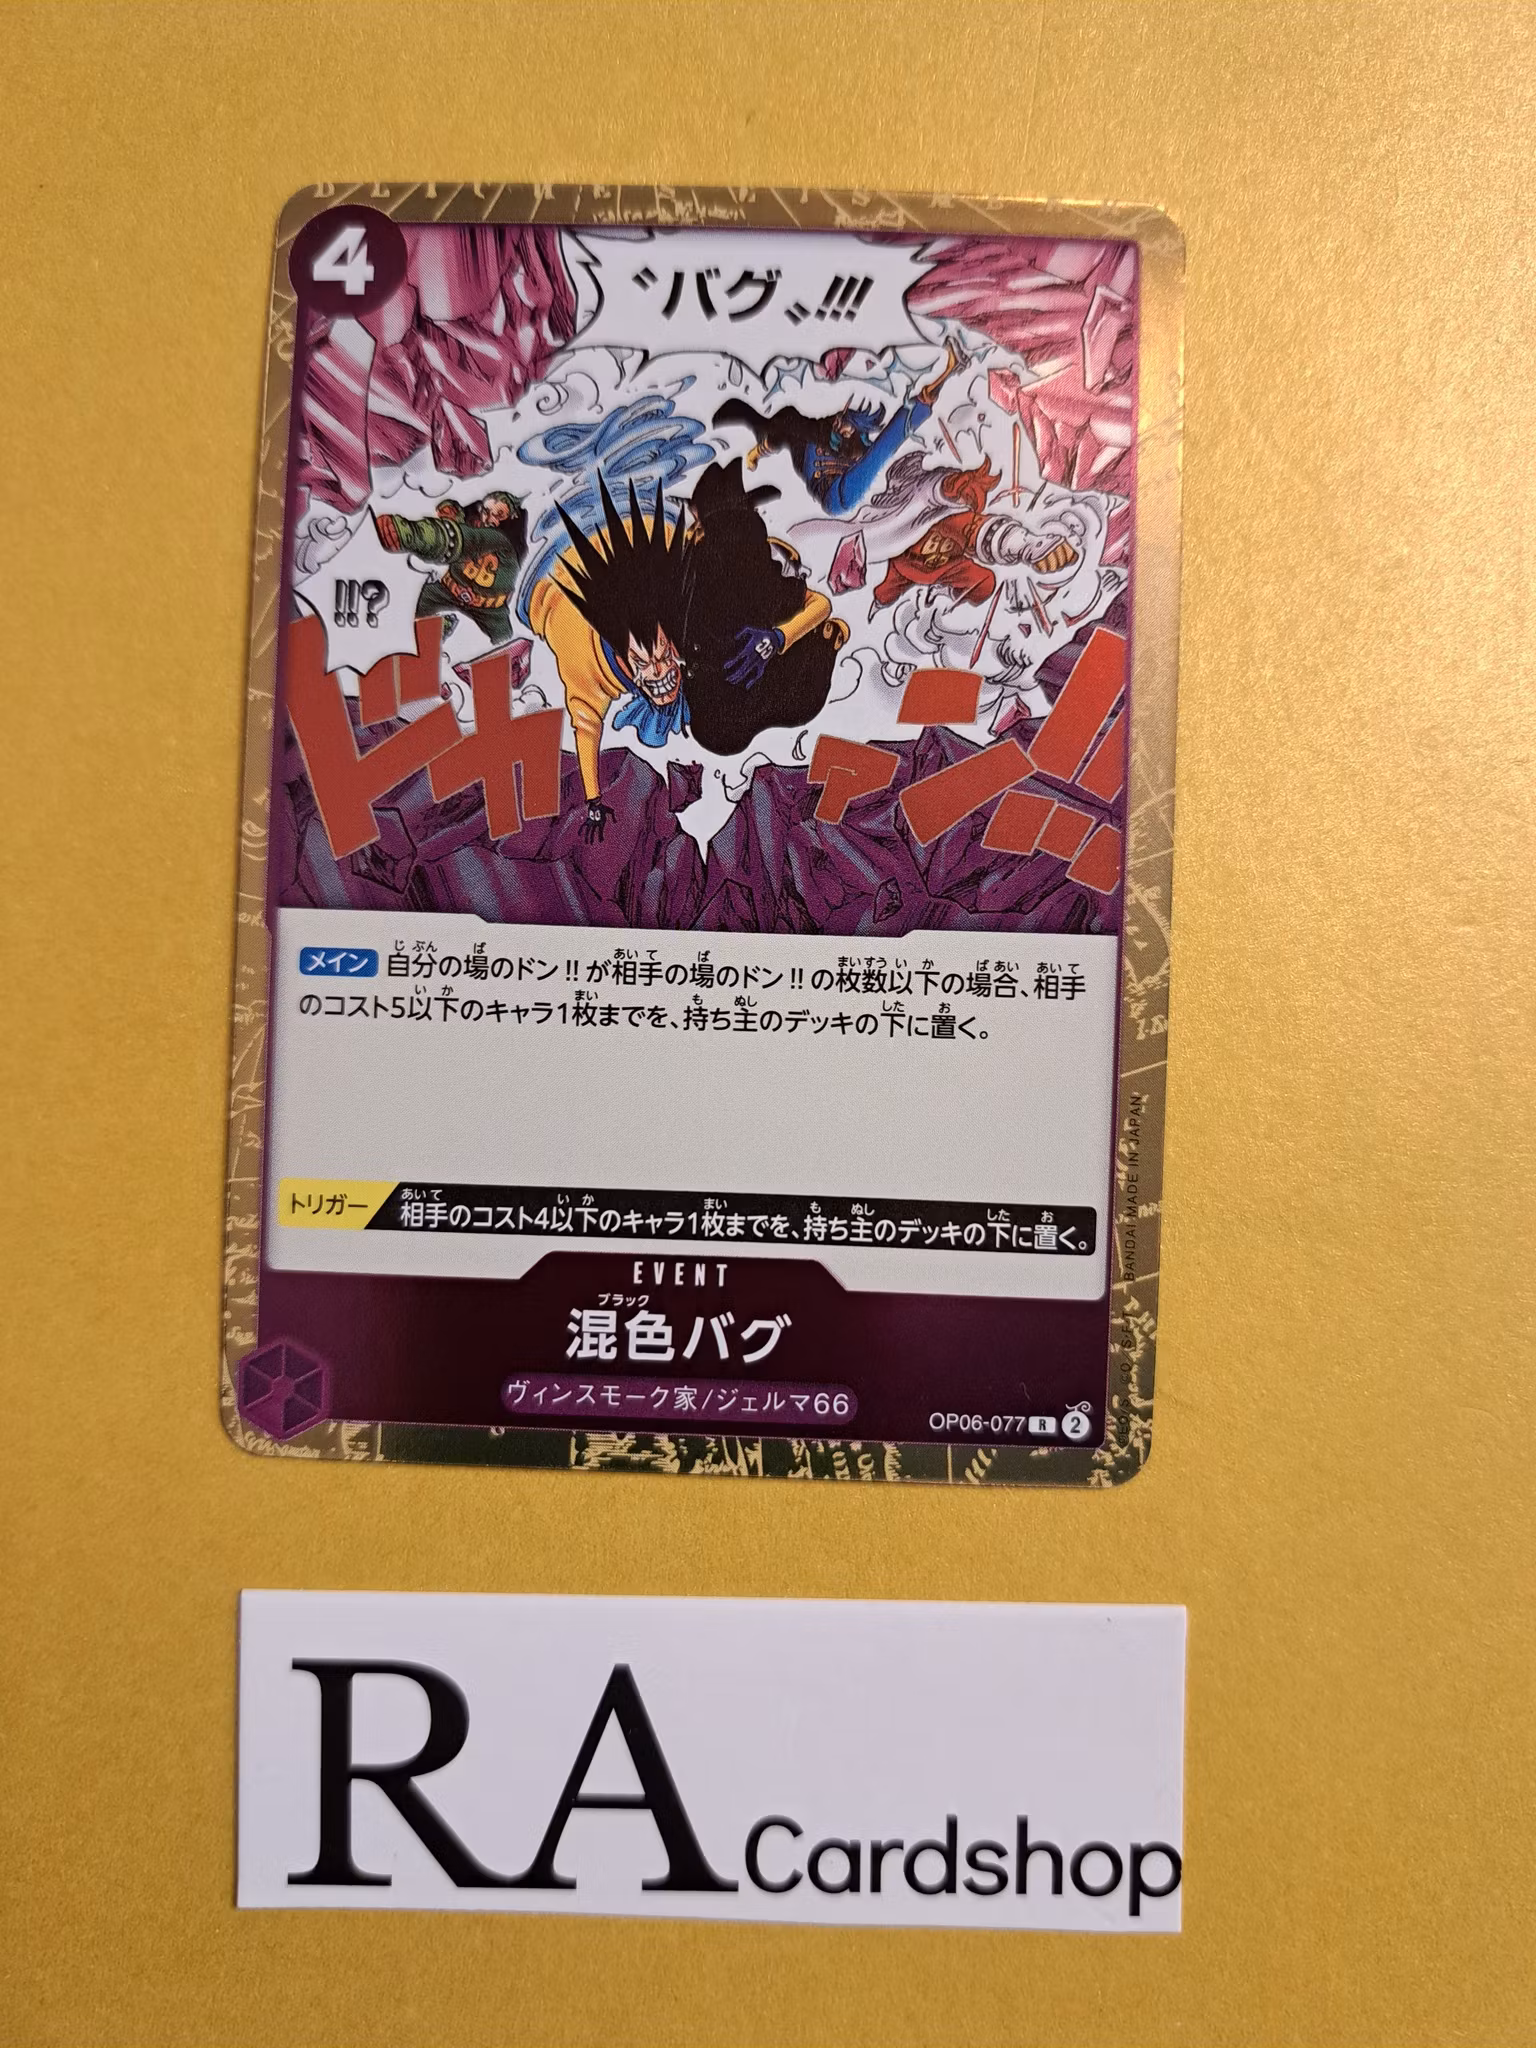 4
〝バグ〟!!!
!!?
ドカァン!!
メイン 自分の場のドン!!が相手の場のドン!!の枚数以下の場合、相手
のコスト5以下のキャラ1枚までを、持ち主のデッキの下に置く。
トリガー 相手のコスト4以下のキャラ1枚までを、持ち主のデッキの下に置く。
EVENT
混色バグ
ブラック
ヴィンスモーク家/ジェルマ66
OP06-077 R 2
BANDAI MADE IN JAPAN
RA Cardshop